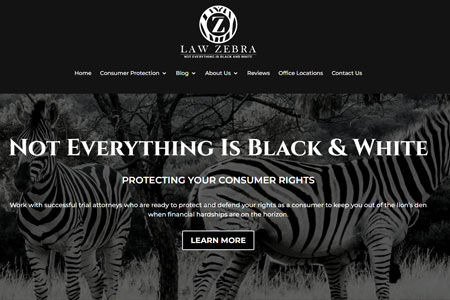 Z
LAW ZEBRA
NOT EVERYTHING IS BLACK AND WHITE
Home Consumer Protection Blog About Us Reviews Office Locations Contact Us
NOT EVERYTHING IS BLACK & WHITE
PROTECTING YOUR CONSUMER RIGHTS
Work with successful trial attorneys who are ready to protect and defend your rights as a consumer to keep you out of the lion's den
when financial hardships are on the horizon.
LEARN MORE